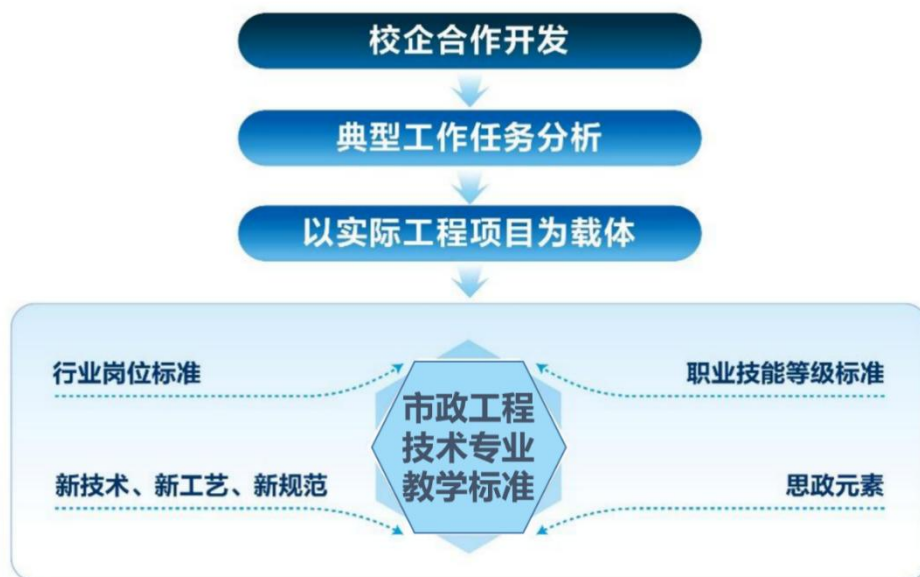 校企合作开发
典型工作任务分析
以实际工程项目为载体
行业岗位标准
职业技能等级标准
市政工程
技术专业
教学标准
新技术、新工艺、新规范
思政元素